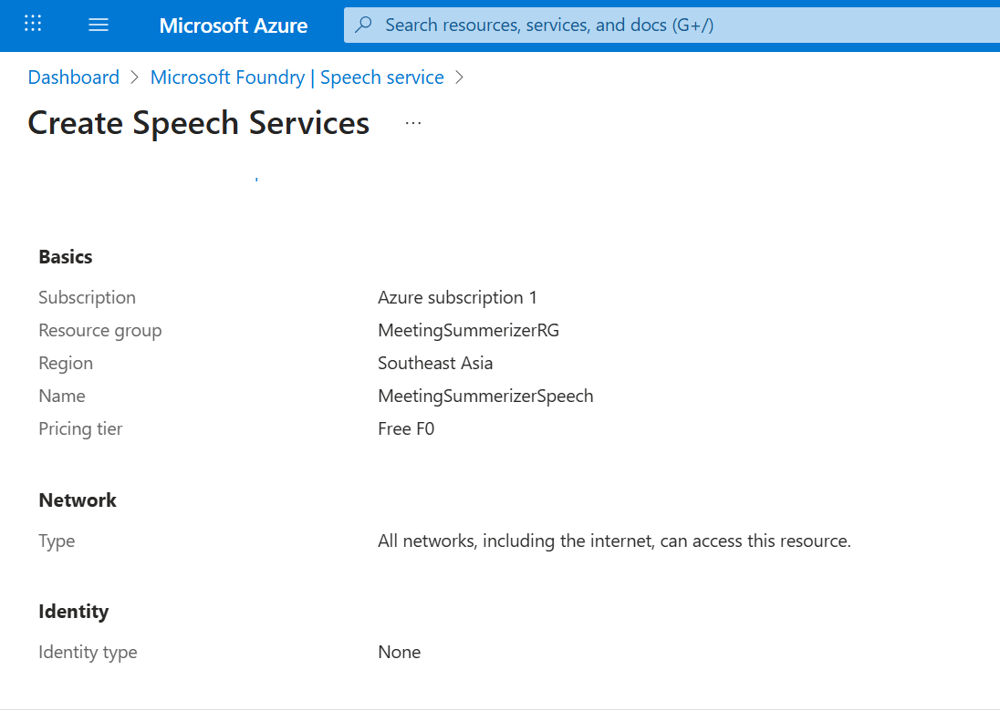 Microsoft Azure
Search resources, services, and docs (G+/)
Dashboard > Microsoft Foundry | Speech service >
Create Speech Services ...
Basics
Subscription Azure subscription 1
Resource group MeetingSummerizerRG
Region Southeast Asia
Name MeetingSummerizerSpeech
Pricing tier Free F0
Network
Type All networks, including the internet, can access this resource.
Identity
Identity type None